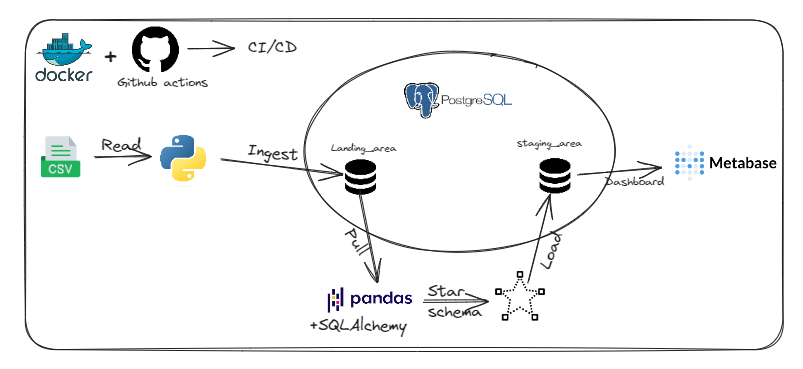 docker
+
Github actions
CI/CD
PostgreSQL
CSV
Read
Ingest
Landing_area
staging_area
Dashboard
Metabase
Pull
pandas
+SQLAlchemy
Star
schema
Load